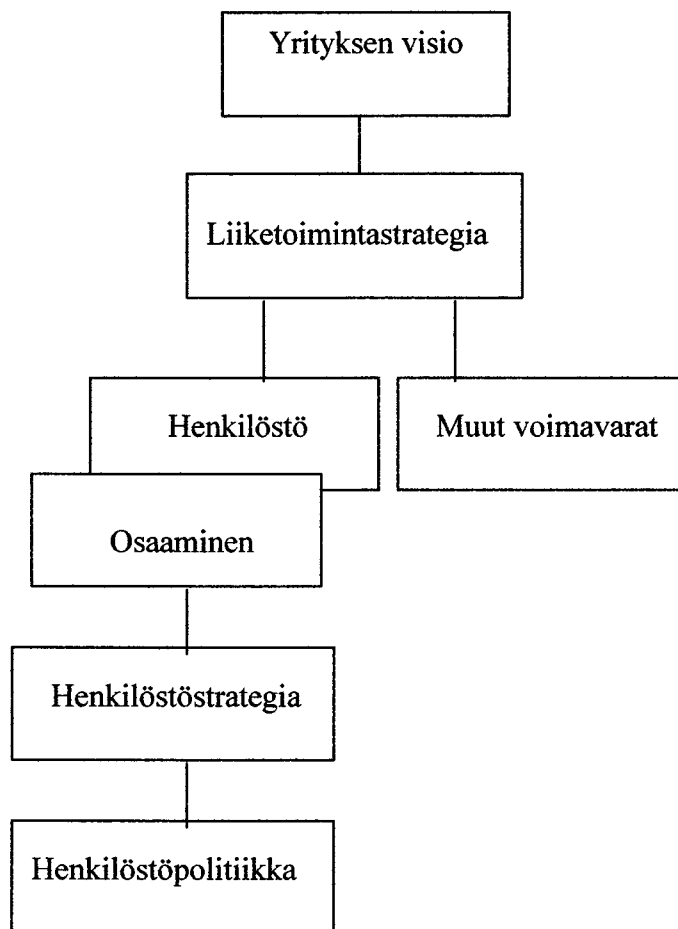 Yrityksen visio
Liiketoimintastrategia
Henkilöstö
Muut voimavarat
Osaaminen
Henkilöstöstrategia
Henkilöstöpolitiikka